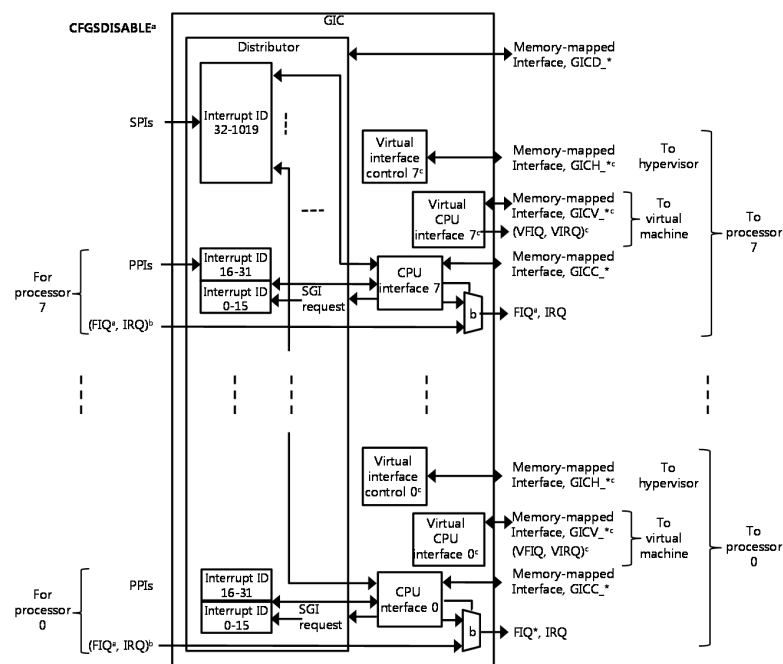 GIC
CFGSDISABLEᵃ
Distributor
Memory-mapped
Interface, GICD_*
Interrupt ID
32-1019
SPIs
Virtual
interface
control 7ᶜ
Memory-mapped
Interface, GICH_*ᶜ
To
hypervisor
Virtual
CPU
interface 7ᶜ
Memory-mapped
Interface, GICV_*ᶜ
(VFIQ, VIRQ)ᶜ
To
virtual
machine
To
processor
7
For
processor
7
PPIs
Interrupt ID
16-31
Interrupt ID
0-15
SGI
request
CPU
interface 7
Memory-mapped
Interface, GICC_*
(FIQᵃ, IRQ)ᵇ
b
FIQᵃ, IRQ
Virtual
interface
control 0ᶜ
Memory-mapped
Interface, GICH_*ᶜ
To
hypervisor
Virtual
CPU
interface 0ᶜ
Memory-mapped
Interface, GICV_*ᶜ
(VFIQ, VIRQ)ᶜ
To
virtual
machine
To
processor
0
For
processor
0
PPIs
Interrupt ID
16-31
Interrupt ID
0-15
SGI
request
CPU
nterface 0
Memory-mapped
Interface, GICC_*
(FIQᵃ, IRQ)ᵇ
b
FIQ*, IRQ